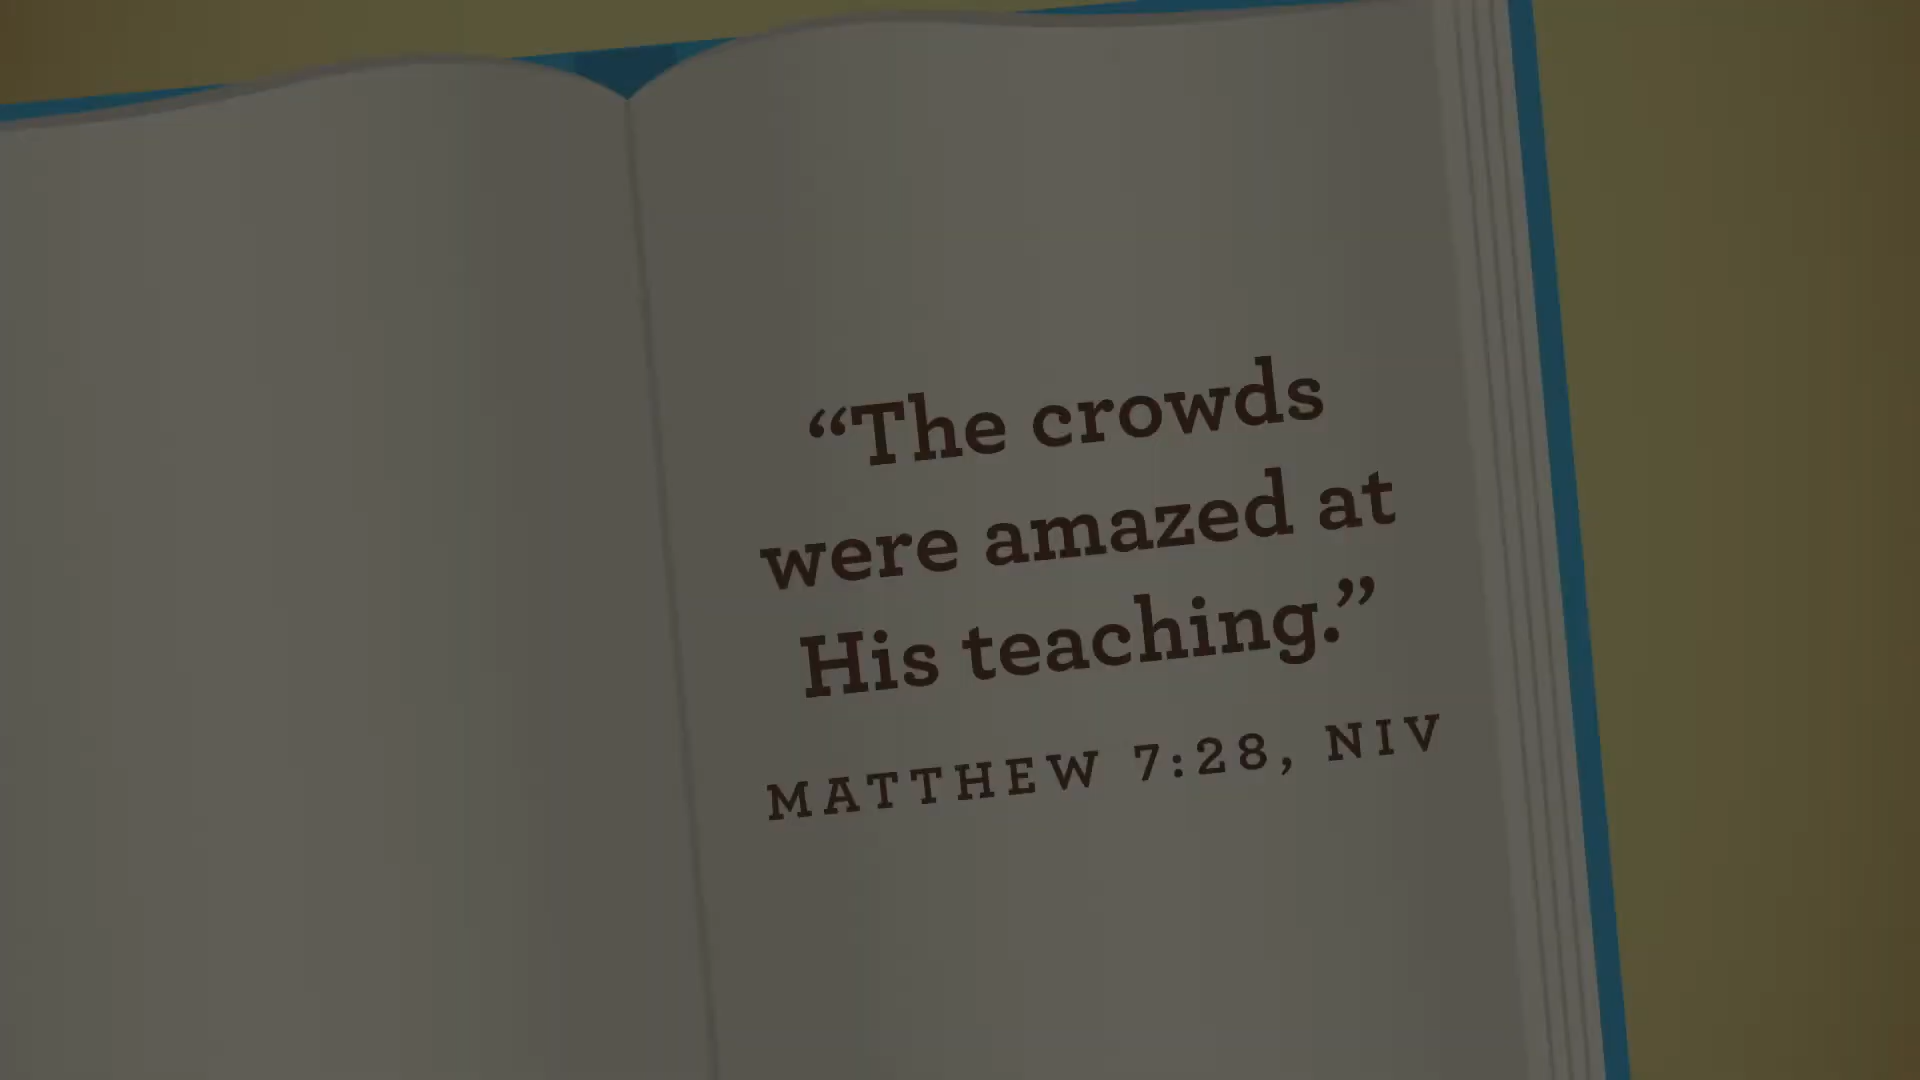 “The crowds
were amazed at
His teaching.”
MATTHEW 7:28, NIV